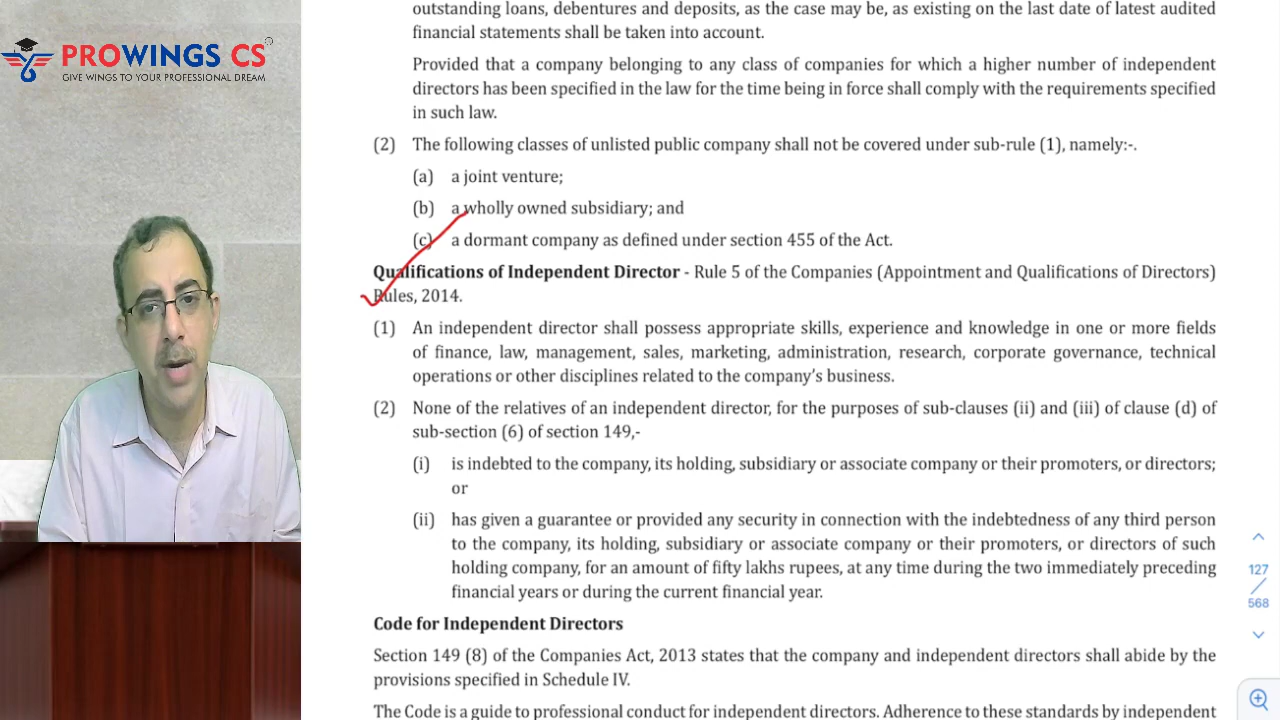 PROWINGS CS
GIVE WINGS TO YOUR PROFESSIONAL DREAM
outstanding loans, debentures and deposits, as the case may be, as existing on the last date of latest audited
financial statements shall be taken into account.
Provided that a company belonging to any class of companies for which a higher number of independent
directors has been specified in the law for the time being in force shall comply with the requirements specified
in such law.
(2) The following classes of unlisted public company shall not be covered under sub-rule (1), namely:-.
(a) a joint venture;
(b) a wholly owned subsidiary; and
(c) a dormant company as defined under section 455 of the Act.
Qualifications of Independent Director - Rule 5 of the Companies (Appointment and Qualifications of Directors)
Rules, 2014.
(1) An independent director shall possess appropriate skills, experience and knowledge in one or more fields
of finance, law, management, sales, marketing, administration, research, corporate governance, technical
operations or other disciplines related to the company's business.
(2) None of the relatives of an independent director, for the purposes of sub-clauses (ii) and (iii) of clause (d) of
sub-section (6) of section 149,-
(i) is indebted to the company, its holding, subsidiary or associate company or their promoters, or directors;
or
(ii) has given a guarantee or provided any security in connection with the indebtedness of any third person
to the company, its holding, subsidiary or associate company or their promoters, or directors of such
holding company, for an amount of fifty lakhs rupees, at any time during the two immediately preceding
financial years or during the current financial year.
Code for Independent Directors
Section 149 (8) of the Companies Act, 2013 states that the company and independent directors shall abide by the
provisions specified in Schedule IV.
The Code is a guide to professional conduct for independent directors. Adherence to these standards by independent
127
568